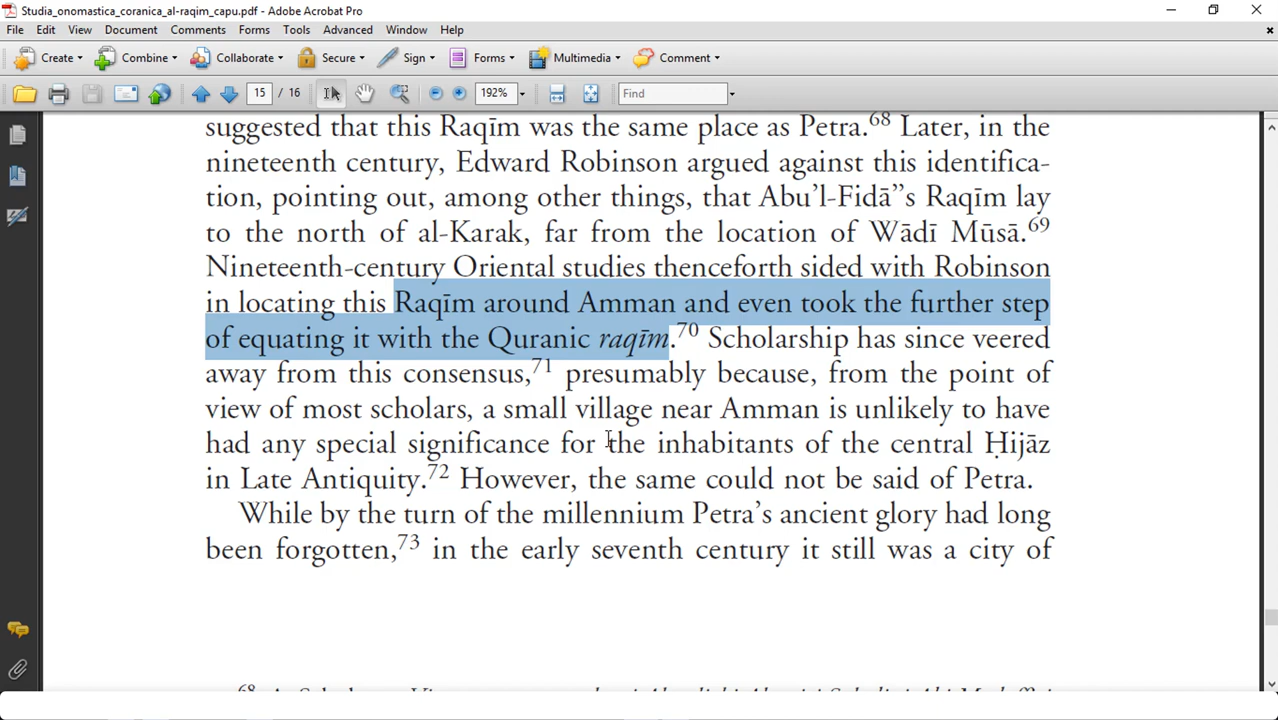 Studia_onomastica_coranica_al-raqim_capu.pdf - Adobe Acrobat Pro
File Edit View Document Comments Forms Tools Advanced Window Help
Create Combine Collaborate Secure Sign Forms Multimedia Comment
15 / 16 192% Find
suggested that this Raqīm was the same place as Petra.68 Later, in the
nineteenth century, Edward Robinson argued against this identifica-
tion, pointing out, among other things, that Abu’l-Fidā’’s Raqīm lay
to the north of al-Karak, far from the location of Wādī Mūsā.69
Nineteenth-century Oriental studies thenceforth sided with Robinson
in locating this Raqīm around Amman and even took the further step
of equating it with the Quranic raqīm.70 Scholarship has since veered
away from this consensus,71 presumably because, from the point of
view of most scholars, a small village near Amman is unlikely to have
had any special significance for the inhabitants of the central Ḥijāz
in Late Antiquity.72 However, the same could not be said of Petra.
While by the turn of the millennium Petra’s ancient glory had long
been forgotten,73 in the early seventh century it still was a city of
68